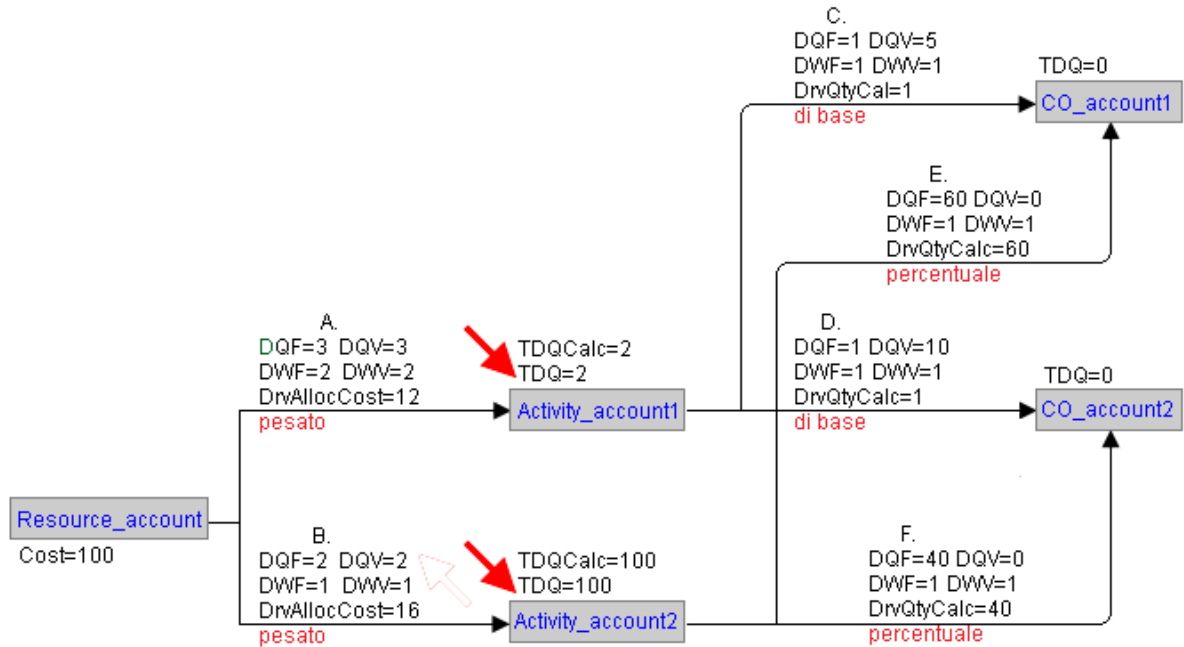 C.
DQF=1 DQV=5
DWF=1 DWV=1
DrvQtyCal=1
di base
TDQ=0
CO_account1
E.
DQF=60 DQV=0
DWF=1 DWV=1
DrvQtyCalc=60
percentuale
A.
DQF=3 DQV=3
DWF=2 DWV=2
DrvAllocCost=12
pesato
TDQCalc=2
TDQ=2
Activity_account1
D.
DQF=1 DQV=10
DWF=1 DWV=1
DrvQtyCalc=1
di base
TDQ=0
CO_account2
Resource_account
Cost=100
B.
DQF=2 DQV=2
DWF=1 DWV=1
DrvAllocCost=16
pesato
TDQCalc=100
TDQ=100
Activity_account2
F.
DQF=40 DQV=0
DWF=1 DWV=1
DrvQtyCalc=40
percentuale